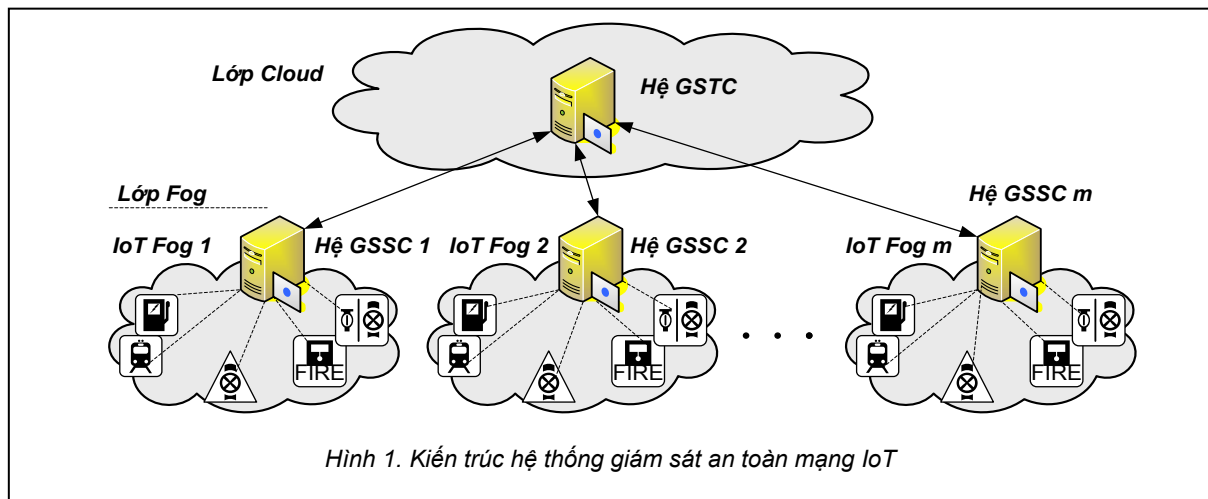 Lớp Cloud
Hệ GSTC
Lớp Fog
Hệ GSSC m
IoT Fog 1
Hệ GSSC 1
IoT Fog 2
Hệ GSSC 2
IoT Fog m
FIRE
FIRE
. . .
FIRE
Hình 1. Kiến trúc hệ thống giám sát an toàn mạng IoT